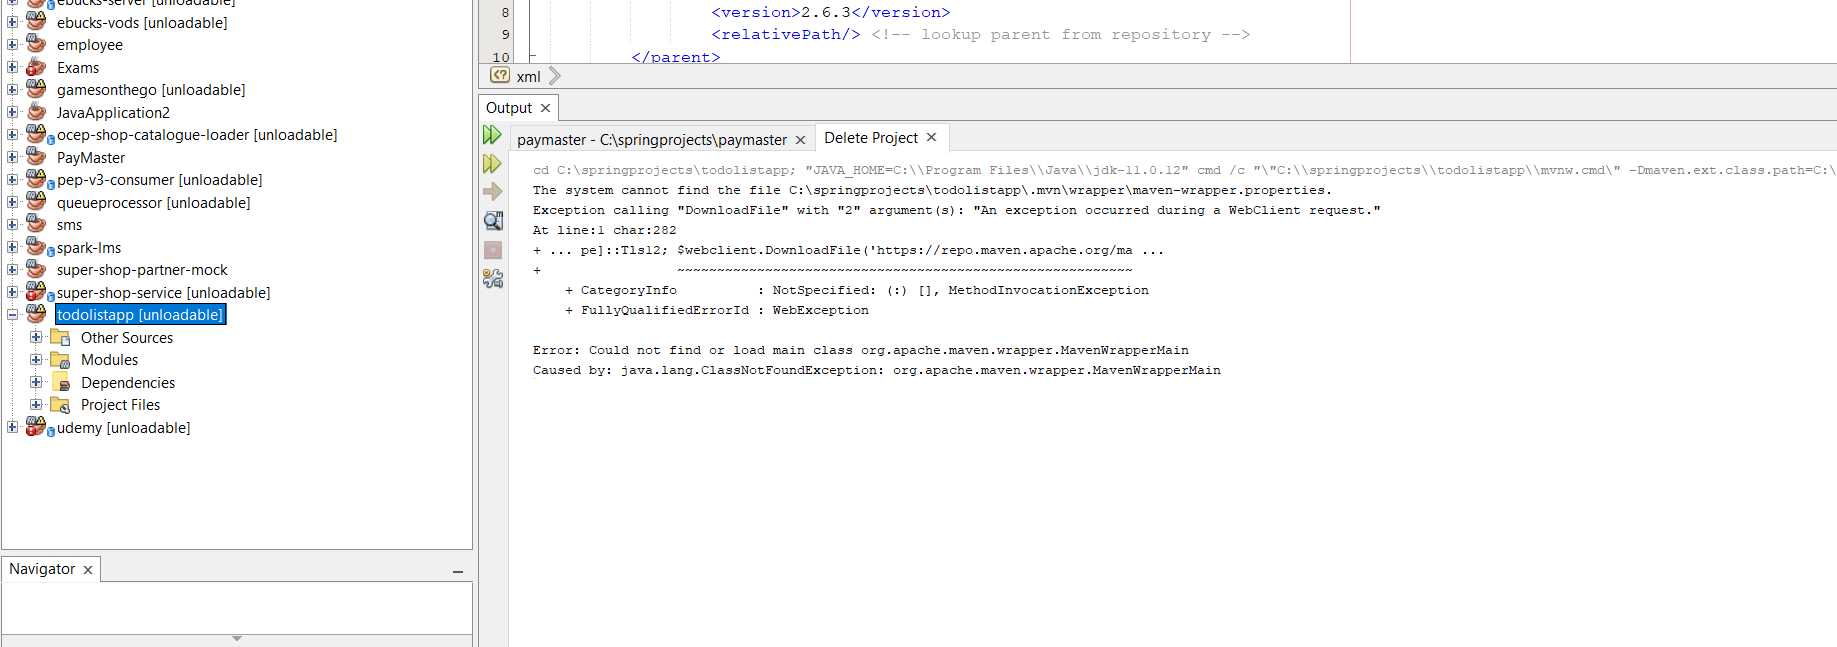 ebucks-server [unloadable]
ebucks-vods [unloadable]
employee
Exams
gamesonthego [unloadable]
JavaApplication2
ocep-shop-catalogue-loader [unloadable]
PayMaster
pep-v3-consumer [unloadable]
queueprocessor [unloadable]
sms
spark-lms
super-shop-partner-mock
super-shop-service [unloadable]
todolistapp [unloadable]
Other Sources
Modules
Dependencies
Project Files
udemy [unloadable]
Navigator
8 <version>2.6.3</version>
9 <relativePath/> <!-- lookup parent from repository -->
10 </parent>
xml
Output
paymaster - C:\springprojects\paymaster
Delete Project
cd C:\springprojects\todolistapp; "JAVA_HOME=C:\\Program Files\\Java\\jdk-11.0.12" cmd /c "\"C:\\springprojects\\todolistapp\\mvnw.cmd\" -Dmaven.ext.class.path=C:\
The system cannot find the file C:\springprojects\todolistapp\.mvn\wrapper\maven-wrapper.properties.
Exception calling "DownloadFile" with "2" argument(s): "An exception occurred during a WebClient request."
At line:1 char:282
+ ... pe]::Tls12; $webclient.DownloadFile('https://repo.maven.apache.org/ma ...
+ ~~~~~~~~~~~~~~~~~~~~~~~~~~~~~~~~~~~~~~~~~~~~~~~~~~~~~~~~~
+ CategoryInfo : NotSpecified: (:) [], MethodInvocationException
+ FullyQualifiedErrorId : WebException
Error: Could not find or load main class org.apache.maven.wrapper.MavenWrapperMain
Caused by: java.lang.ClassNotFoundException: org.apache.maven.wrapper.MavenWrapperMain